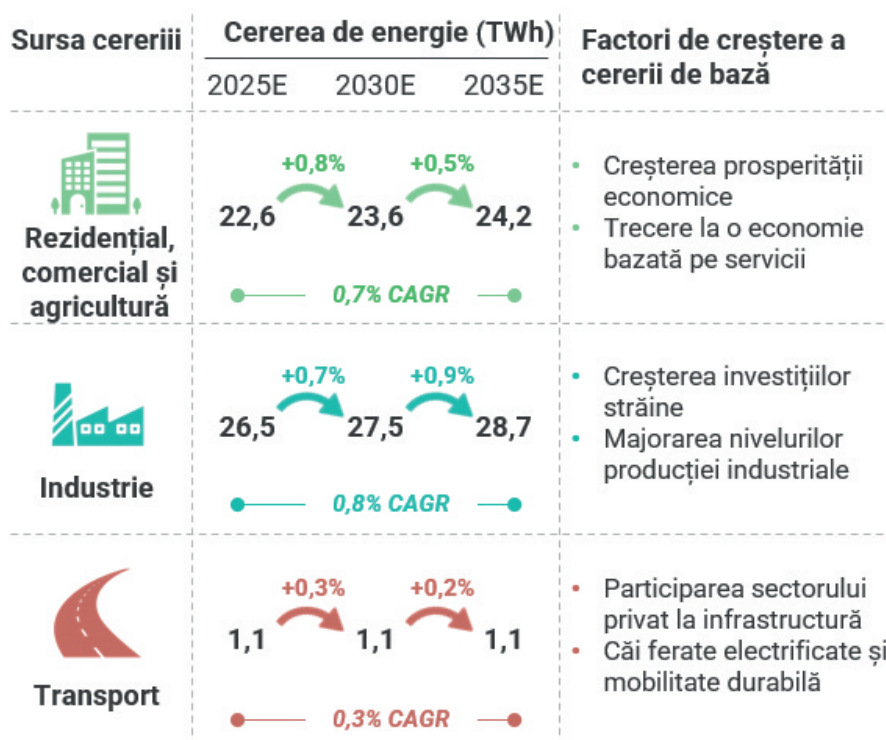 Sursa cereriii
Cererea de energie (TWh)
2025E 2030E 2035E
Factori de creștere a
cererii de bază
Rezidențial,
comercial și
agricultură
+0,8% +0,5%
22,6 23,6 24,2
0,7% CAGR
• Creșterea prosperității
economice
• Trecere la o economie
bazată pe servicii
Industrie
+0,7% +0,9%
26,5 27,5 28,7
0,8% CAGR
• Creșterea investițiilor
străine
• Majorarea nivelurilor
producției industriale
Transport
+0,3% +0,2%
1,1 1,1 1,1
0,3% CAGR
• Participarea sectorului
privat la infrastructură
• Căi ferate electrificate și
mobilitate durabilă